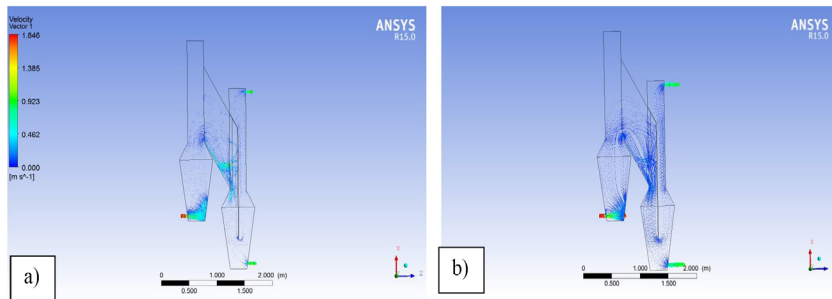 Velocity
Vector 1
1.846
1.385
0.923
0.462
0.000
[m s^-1]
ANSYS
R15.0
0 1.000 2.000 (m)
0.500 1.500
X
Z
a)
ANSYS
R15.0
0 1.000 2.000 (m)
0.500 1.500
X
b)